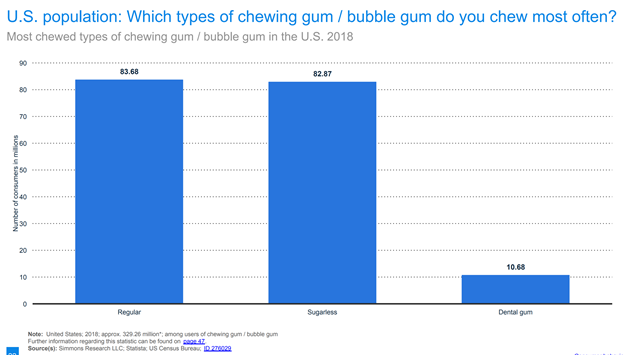 U.S. population: Which types of chewing gum / bubble gum do you chew most often?
Most chewed types of chewing gum / bubble gum in the U.S. 2018
Number of consumers in millions
90
80
70
60
50
40
30
20
10
0
83.68
82.87
10.68
Regular
Sugarless
Dental gum
Note: United States; 2018; approx. 329.26 million*; among users of chewing gum / bubble gum
Further information regarding this statistic can be found on page 47.
Source(s): Simmons Research LLC; Statista; US Census Bureau; ID 276029